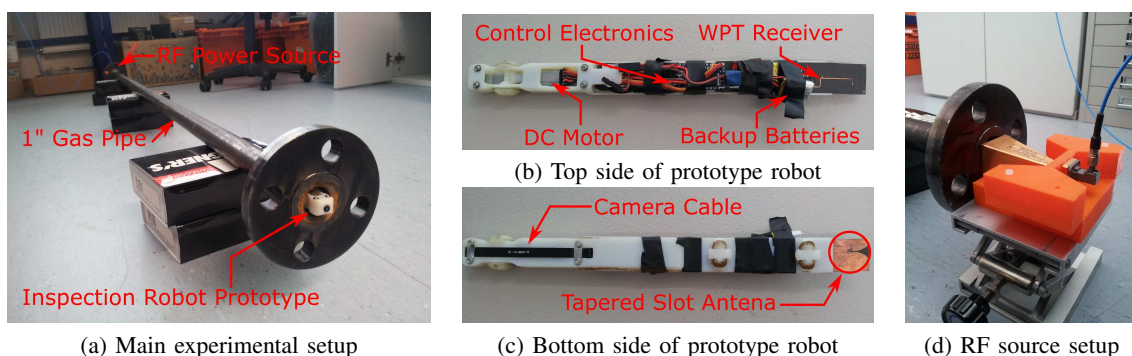 RF Power Source
1" Gas Pipe
NER'S
Inspection Robot Prototype
(a) Main experimental setup
Control Electronics
WPT Receiver
DC Motor
Backup Batteries
(b) Top side of prototype robot
Camera Cable
Tapered Slot Antena
(c) Bottom side of prototype robot
(d) RF source setup